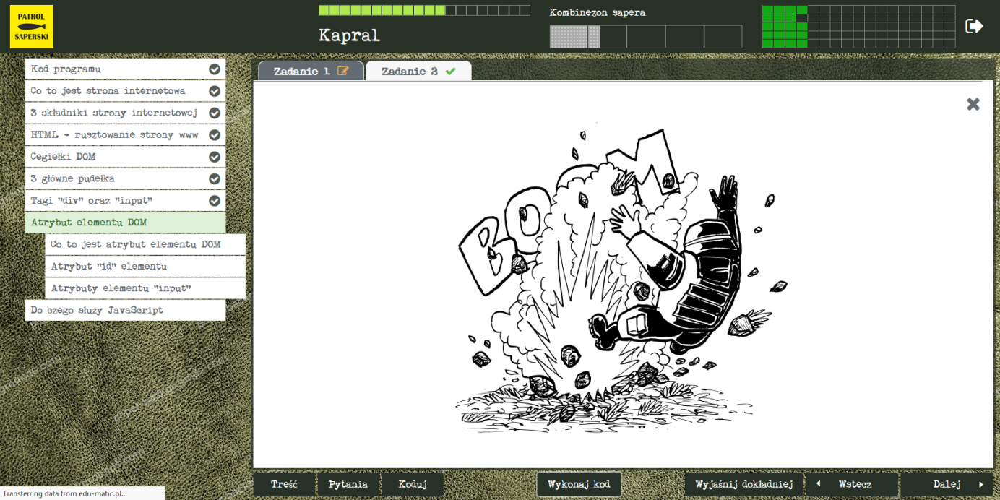 PATROL
SAPERSKI
Kapral
Kombinezon sapera
Kod programu
Co to jest strona internetowa
3 składniki strony internetowej
HTML - rusztowanie strony www
Cegiełki DOM
3 główne pudełka
Tagi "div" oraz "input"
Atrybut elementu DOM
Co to jest atrybut elementu DOM
Atrybut "id" elementu
Atrybuty elementu "input"
Do czego służy JavaScript
Zadanie 1
Zadanie 2
BOOM
Treść
Pytania
Koduj
Wykonaj kod
Wyjaśnij dokładniej
Wstecz
Dalej
Transferring data from edu-matic.pl...